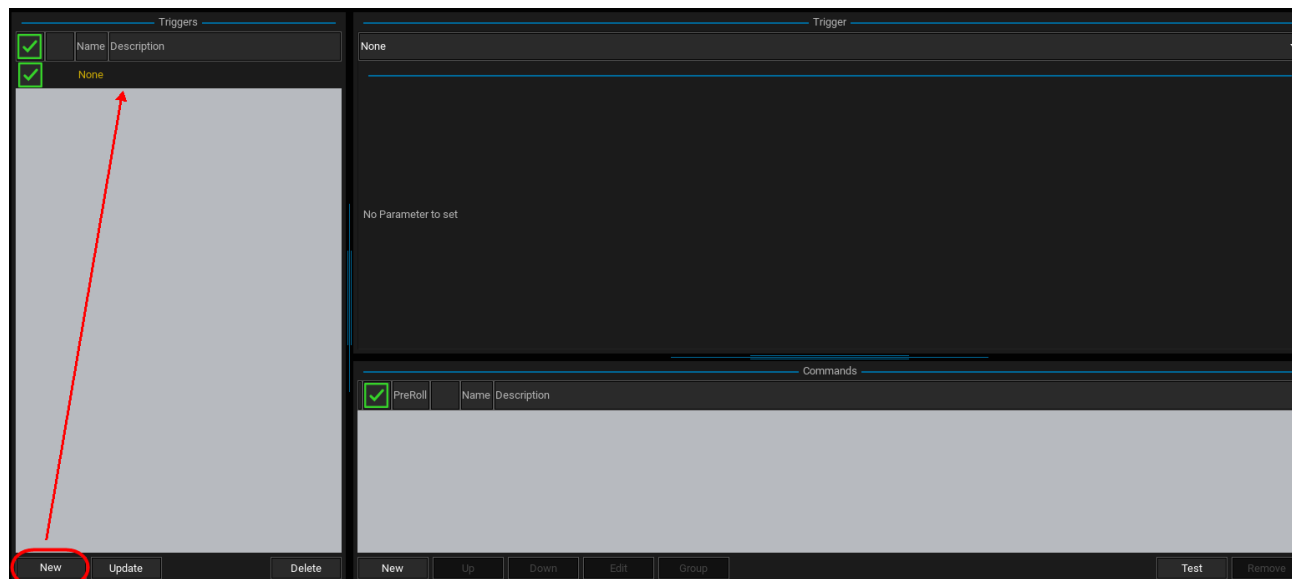 Triggers
Name Description
None
New Update Delete
Trigger
None
No Parameter to set
Commands
PreRoll Name Description
New Up Down Edit Group Test Remove